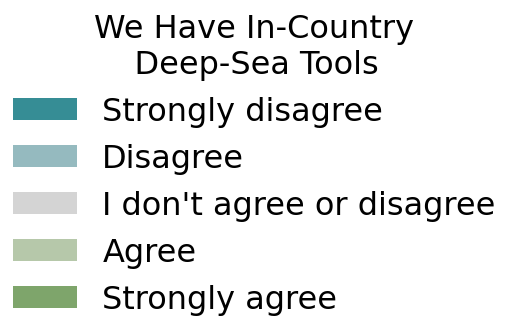 We Have In-Country
Deep-Sea Tools
Strongly disagree
Disagree
I don't agree or disagree
Agree
Strongly agree